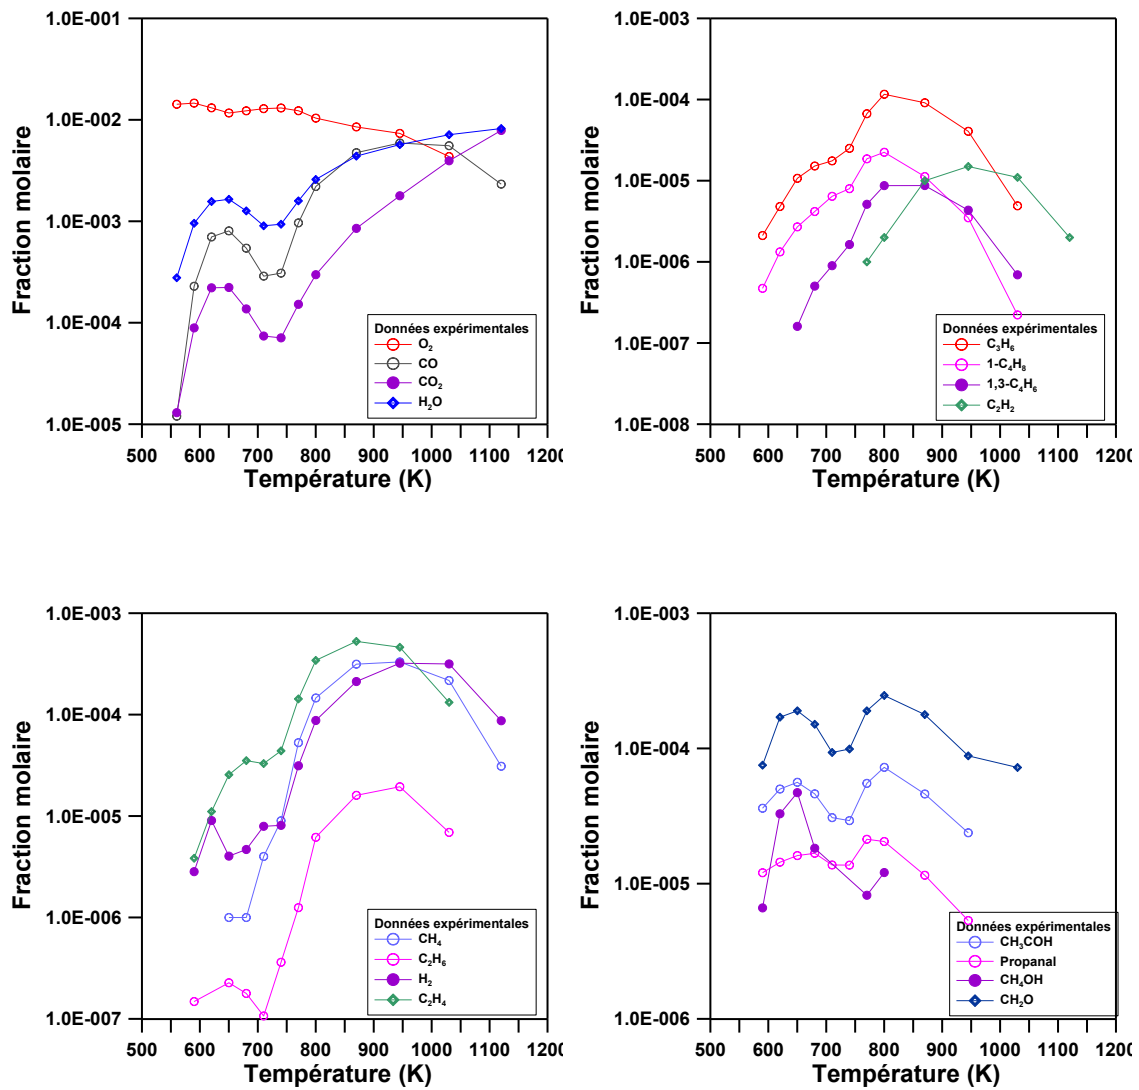 1.0E-001
1.0E-002
1.0E-003
1.0E-004
1.0E-005
Fraction molaire
Données expérimentales
O₂
CO
CO₂
H₂O
500 600 700 800 900 1000 1100 1200
Température (K)
1.0E-003
1.0E-004
1.0E-005
1.0E-006
1.0E-007
1.0E-008
Fraction molaire
Données expérimentales
C₃H₆
1-C₄H₈
1,3-C₄H₆
C₂H₂
500 600 700 800 900 1000 1100 1200
Température (K)
1.0E-003
1.0E-004
1.0E-005
1.0E-006
1.0E-007
Fraction molaire
Données expérimentales
CH₄
C₂H₆
H₂
C₂H₄
500 600 700 800 900 1000 1100 1200
Température (K)
1.0E-003
1.0E-004
1.0E-005
1.0E-006
Fraction molaire
Données expérimentales
CH₃COH
Propanal
CH₄OH
CH₂O
500 600 700 800 900 1000 1100 1200
Température (K)